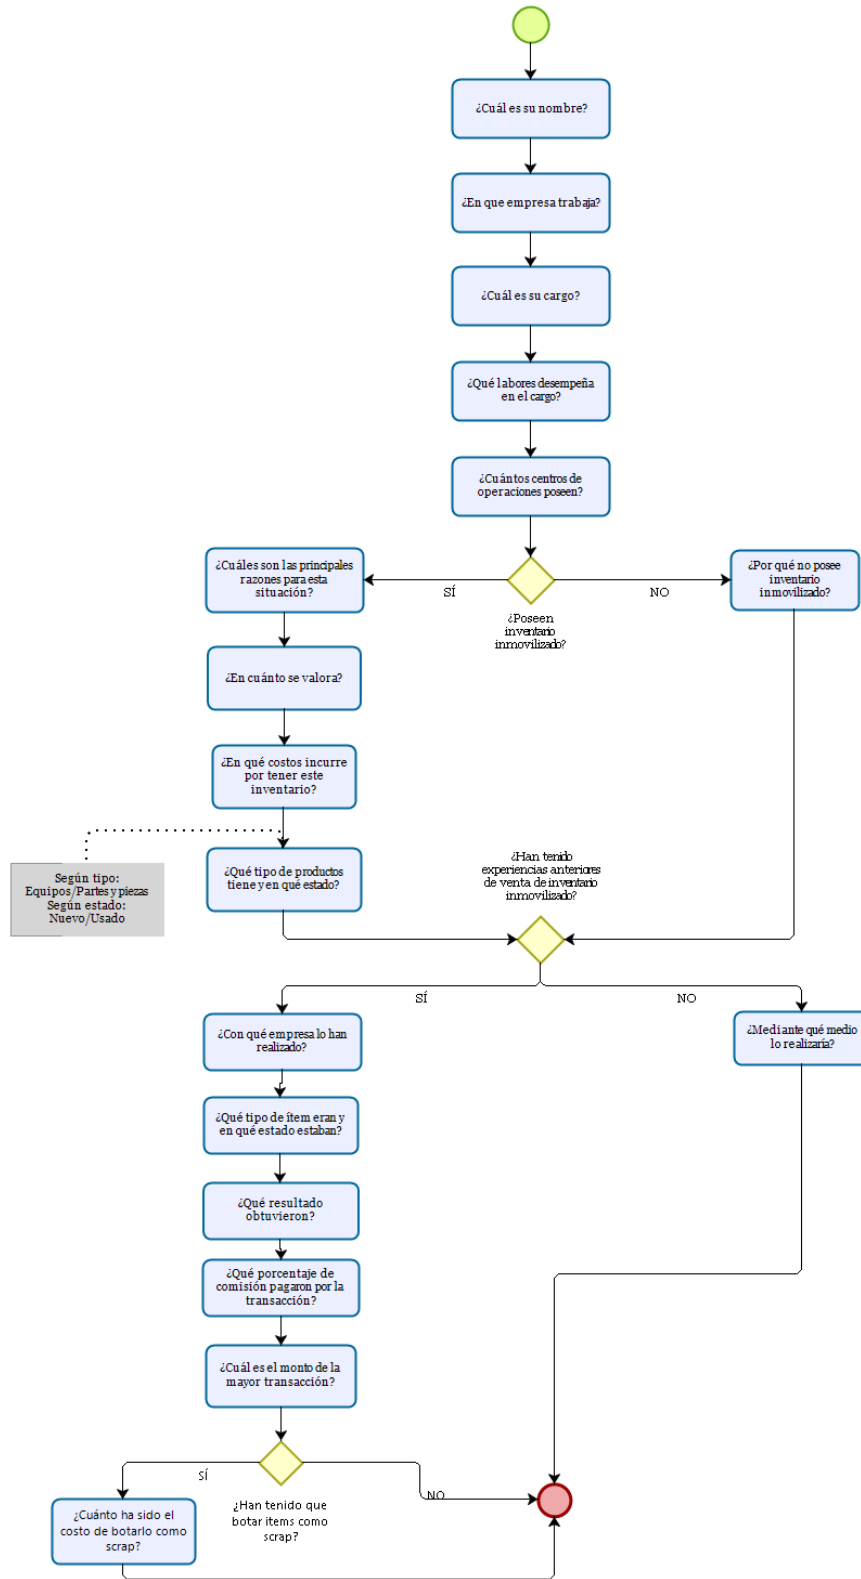 ¿Cuál es su nombre?
¿En que empresa trabaja?
¿Cuál es su cargo?
¿Qué labores desempeña
en el cargo?
¿Cuántos centros de
operaciones poseen?
¿Cuáles son las principales
razones para esta
situación?
SÍ
¿Poseen
inventario
inmovilizado?
NO
¿Por qué no posee
inventario
inmovilizado?
¿En cuánto se valora?
¿En qué costos incurre
por tener este
inventario?
Según tipo:
Equipos/Partes y piezas
Según estado:
Nuevo/Usado
¿Qué tipo de productos
tiene y en qué estado?
¿Han tenido
experiencias anteriores
de venta de inventario
inmovilizado?
SÍ
NO
¿Con qué empresa lo han
realizado?
¿Mediante qué medio
lo realizaría?
¿Qué tipo de ítem eran y
en qué estado estaban?
¿Qué resultado
obtuvieron?
¿Qué porcentaje de
comisión pagaron por la
transacción?
¿Cuál es el monto de la
mayor transacción?
SÍ
¿Han tenido que
botar items como
scrap?
NO
¿Cuánto ha sido el
costo de botarlo como
scrap?